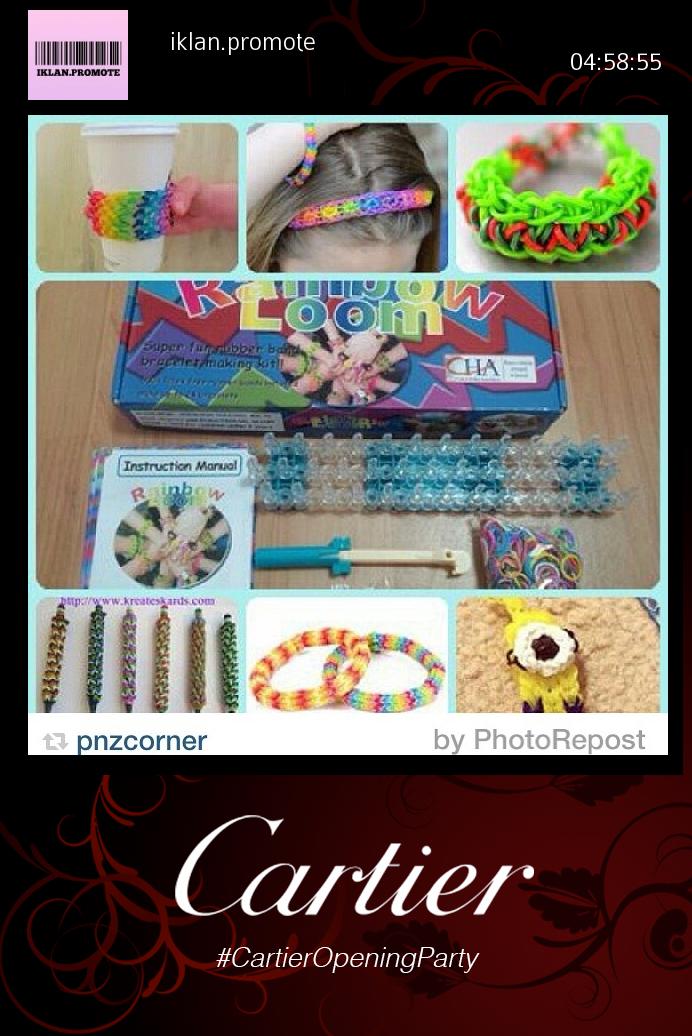 iklan.promote
04:58:55
IKLAN.PROMOTE
Rainbow
Loom
Super fun rubber band
bracelet making kit!
CHA
Instruction Manual
Rainbow
Loom
http://www.kreateskards.com
pnzcorner
by PhotoRepost
Cartier
#CartierOpeningParty